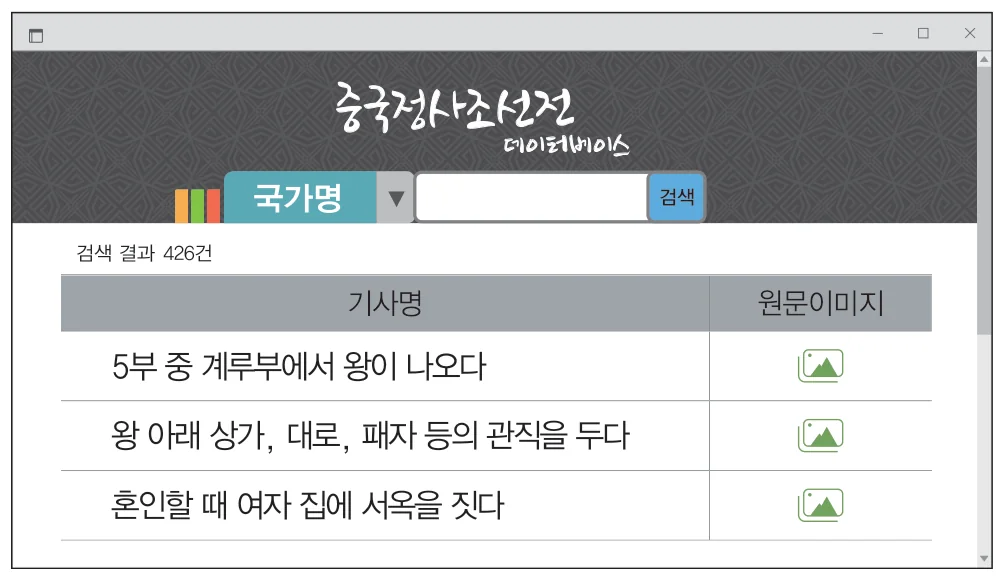 중국정사조선전
데이터베이스
국가명 ▼ 검색
검색 결과 426건
기사명 원문이미지
5부 중 계루부에서 왕이 나오다
왕 아래 상가, 대로, 패자 등의 관직을 두다
혼인할 때 여자 집에 서옥을 짓다